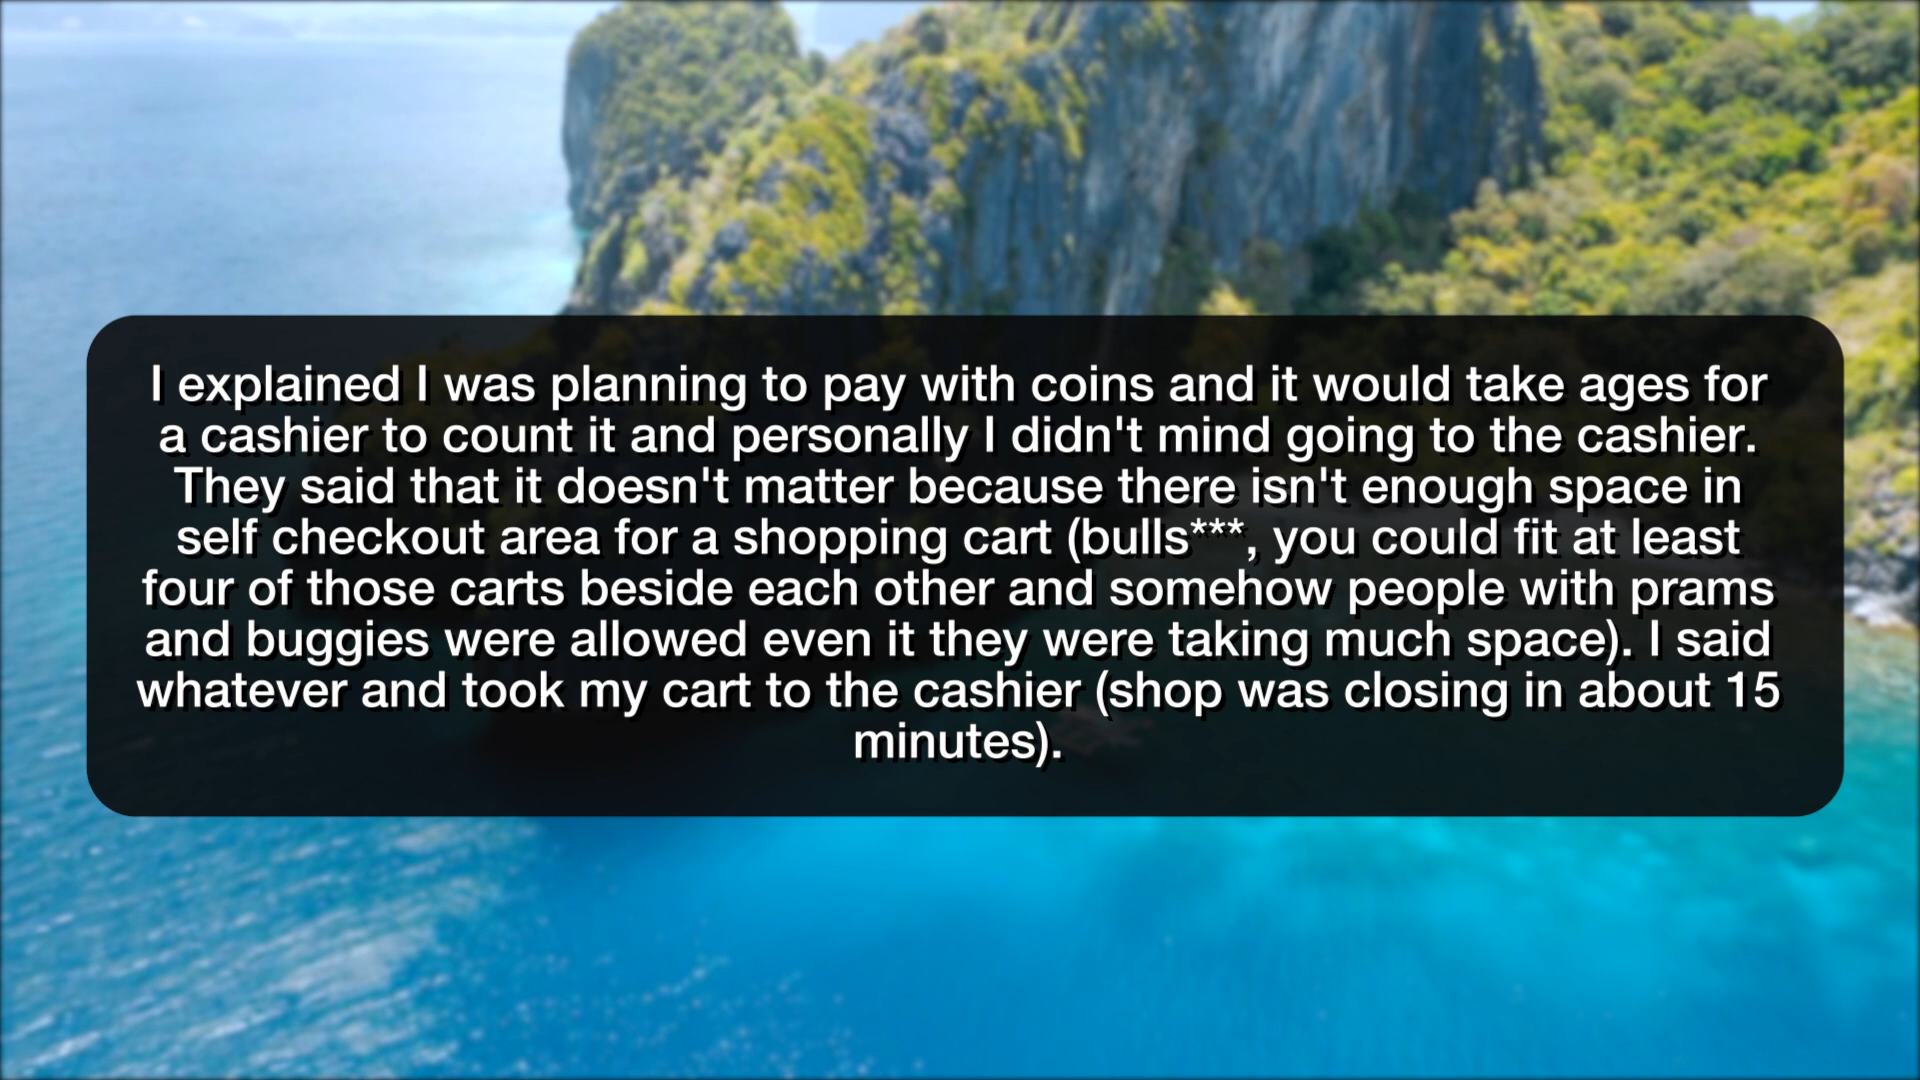 I explained I was planning to pay with coins and it would take ages for
a cashier to count it and personally I didn't mind going to the cashier.
They said that it doesn't matter because there isn't enough space in
self checkout area for a shopping cart (bulls***, you could fit at least
four of those carts beside each other and somehow people with prams
and buggies were allowed even it they were taking much space). I said
whatever and took my cart to the cashier (shop was closing in about 15
minutes).